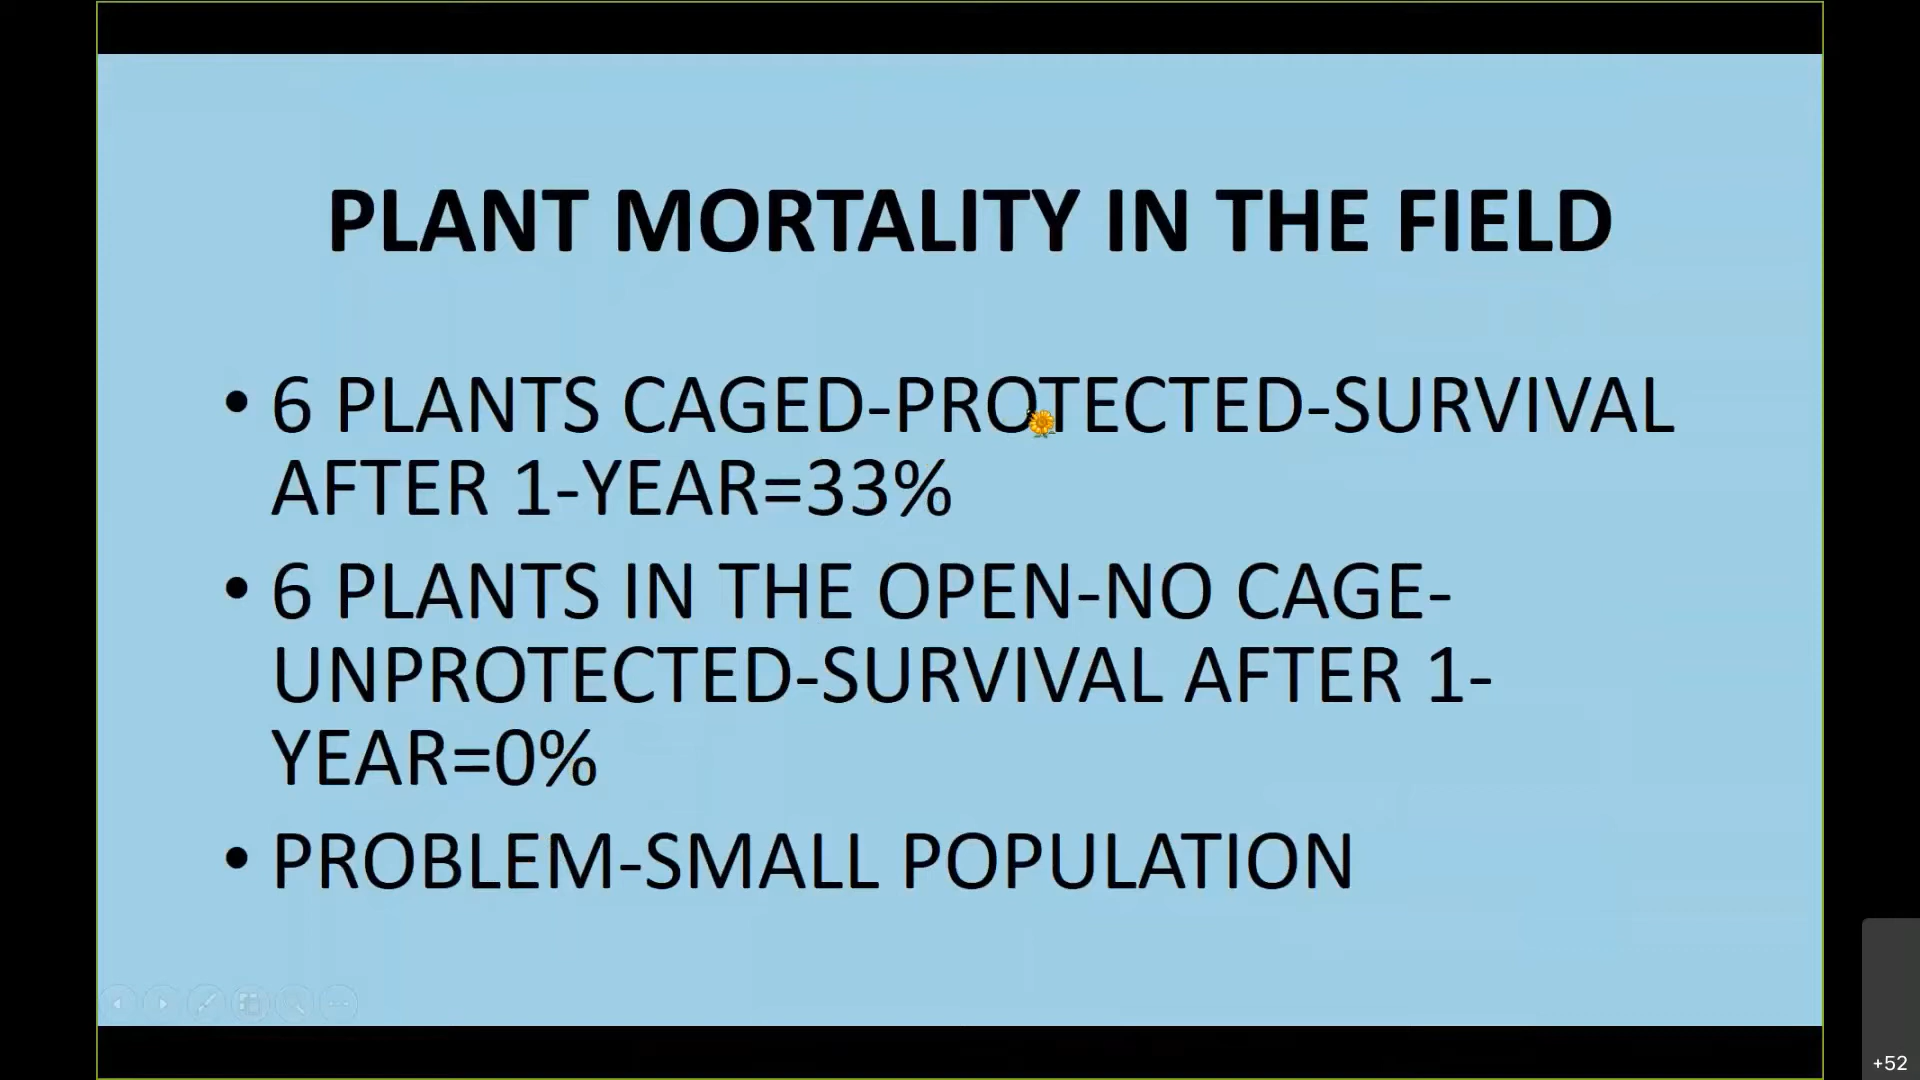 PLANT MORTALITY IN THE FIELD
• 6 PLANTS CAGED-PROTECTED-SURVIVAL
AFTER 1-YEAR=33%
• 6 PLANTS IN THE OPEN-NO CAGE-
UNPROTECTED-SURVIVAL AFTER 1-
YEAR=0%
• PROBLEM-SMALL POPULATION
+52